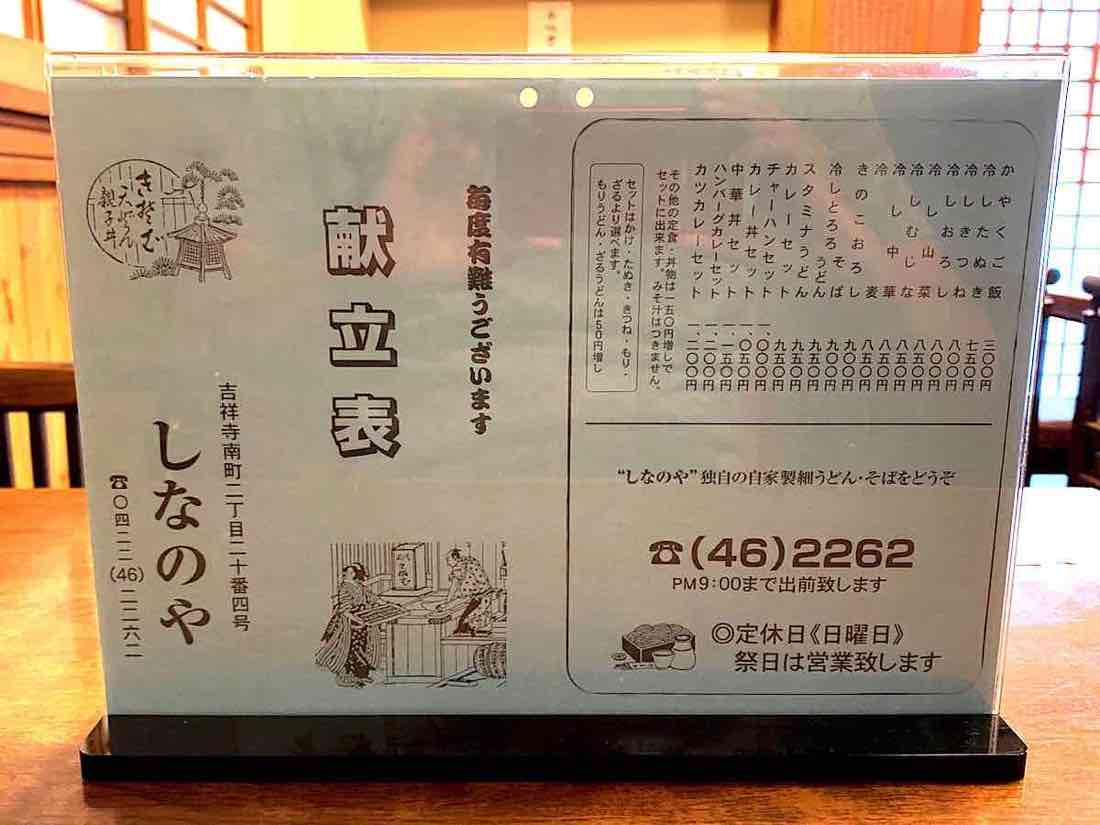 かやくご飯 三〇〇円
冷したぬき 七五〇円
冷しきつね 八〇〇円
冷しおろし 八〇〇円
冷し山菜 八五〇円
冷しむじな 八五〇円
冷し中華 八五〇円
冷麦 八五〇円
きのこおろし 九〇〇円
冷しとろろそば 九〇〇円
スタミナうどん 九五〇円
カレーセット 九五〇円
チャーハンセット 一、〇〇〇円
カレー丼セット 一、〇五〇円
中華丼セット 一、一五〇円
ハンバーグカレーセット 一、二〇〇円
カツカレーセット 一、二〇〇円
その他の定食・丼物は一五〇円増しで
セットに出来ます。みそ汁はつきません。
セットはかけ・たぬき・きつね・もり・
ざるより選べます。
もりうどん・ざるうどんは50円増し
“しなのや”独自の自家製細うどん・そばをどうぞ
☎(46)2262
PM9:00まで出前致します
◎定休日《日曜日》
祭日は営業致します
毎度有難うございます
献立表
きそば
天どん
親子丼
吉祥寺南町二丁目二十番四号
しなのや
☎〇四二二(46)二二六二